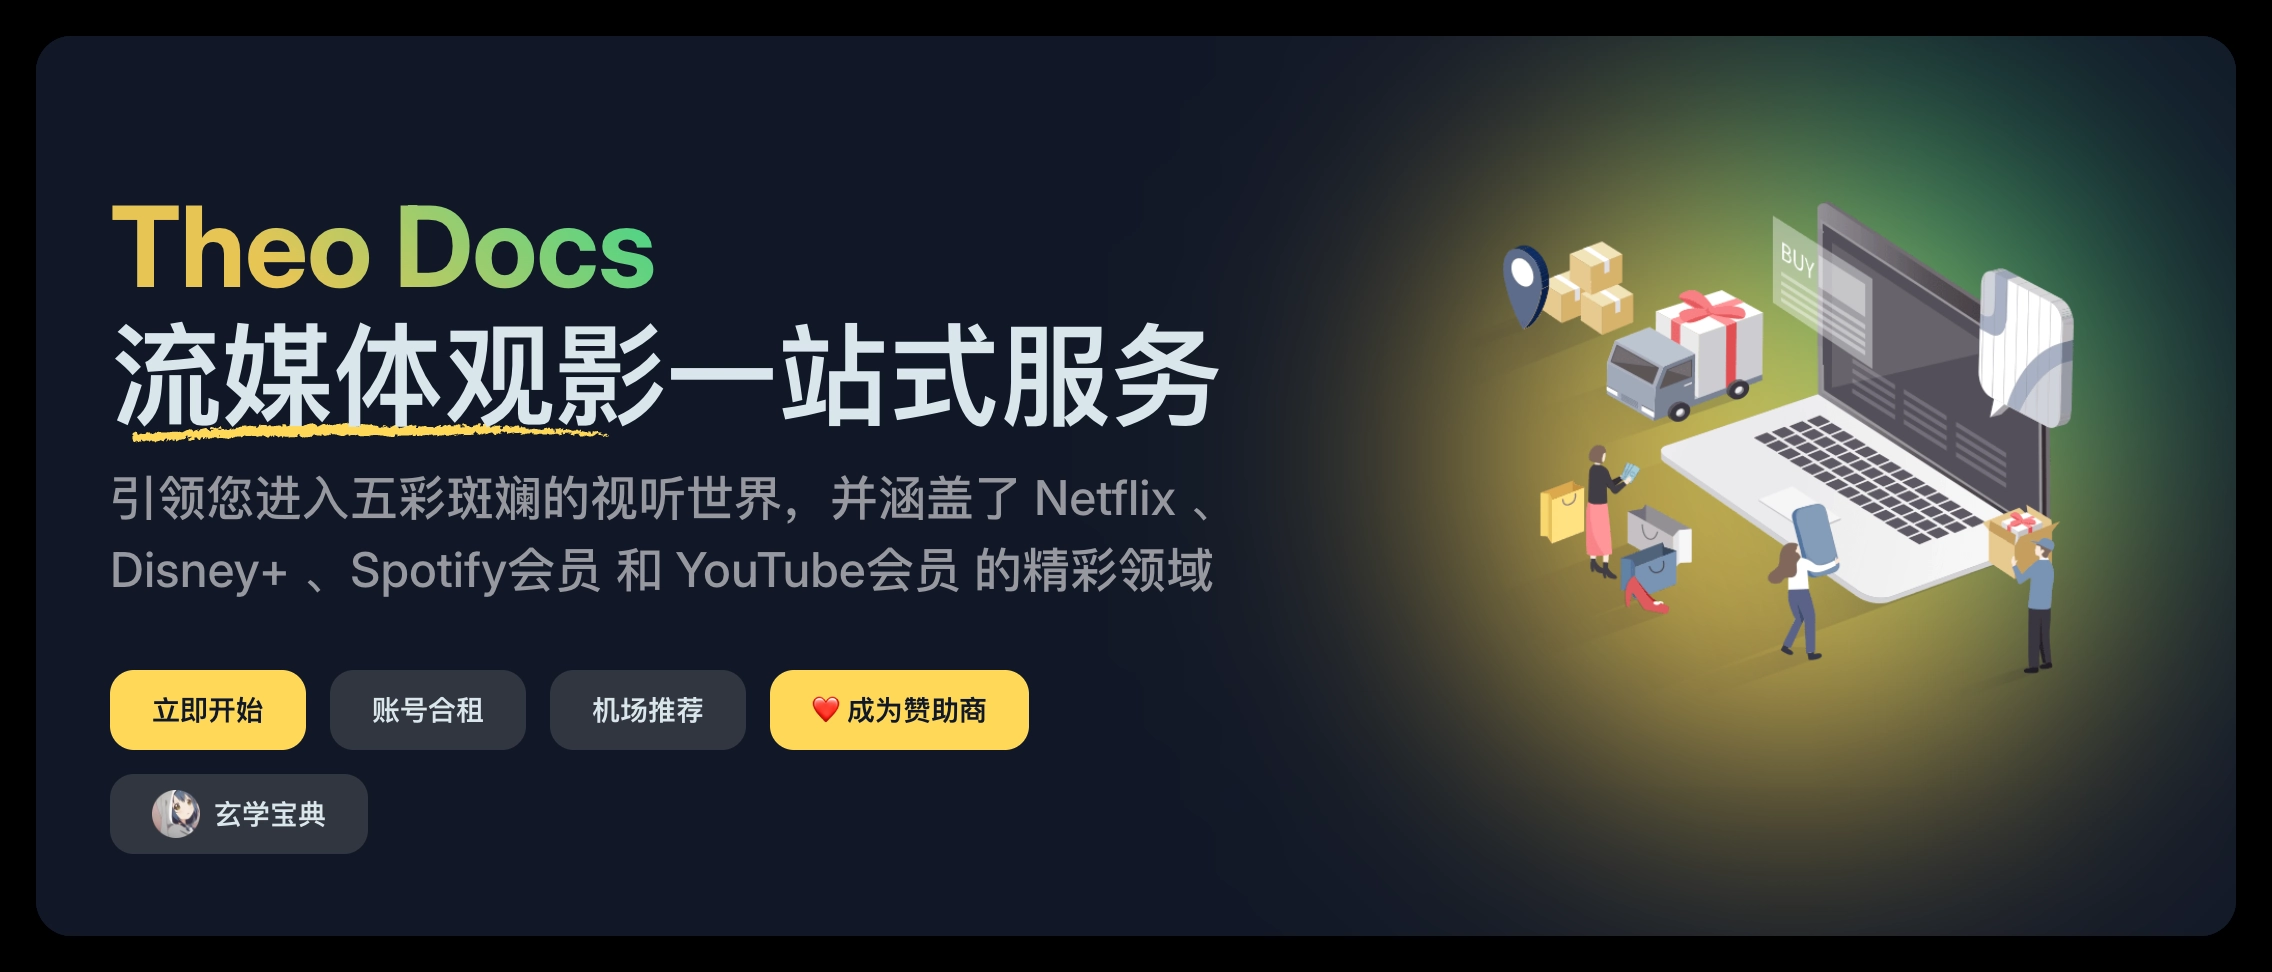 Theo Docs
流媒体观影一站式服务
引领您进入五彩斑斓的视听世界，并涵盖了 Netflix 、
Disney+ 、Spotify会员 和 YouTube会员 的精彩领域
立即开始
账号合租
机场推荐
❤️ 成为赞助商
玄学宝典
BUY